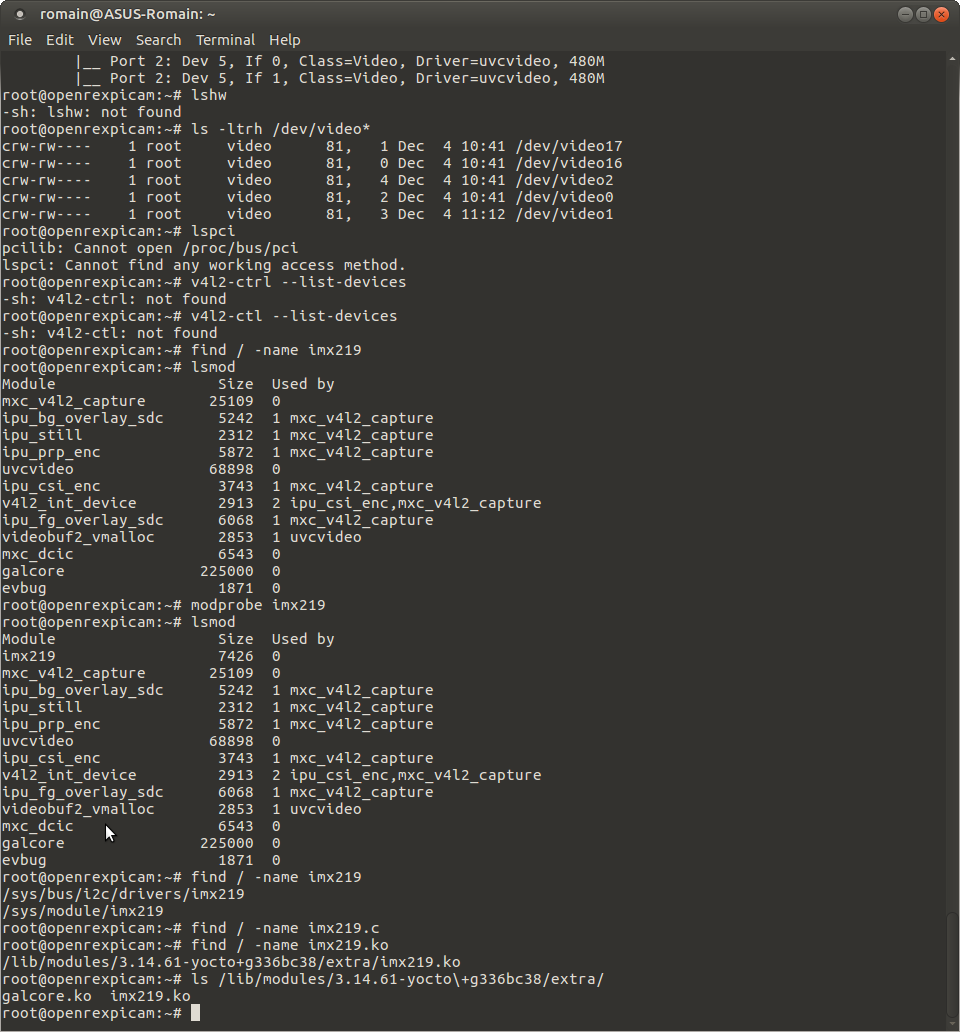 romain@ASUS-Romain: ~
File Edit View Search Terminal Help
        |__ Port 2: Dev 5, If 0, Class=Video, Driver=uvcvideo, 480M
        |__ Port 2: Dev 5, If 1, Class=Video, Driver=uvcvideo, 480M
root@openrexpicam:~# lshw
-sh: lshw: not found
root@openrexpicam:~# ls -ltrh /dev/video*
crw-rw----    1 root     video      81,   1 Dec  4 10:41 /dev/video17
crw-rw----    1 root     video      81,   0 Dec  4 10:41 /dev/video16
crw-rw----    1 root     video      81,   4 Dec  4 10:41 /dev/video2
crw-rw----    1 root     video      81,   2 Dec  4 10:41 /dev/video0
crw-rw----    1 root     video      81,   3 Dec  4 11:12 /dev/video1
root@openrexpicam:~# lspci
pcilib: Cannot open /proc/bus/pci
lspci: Cannot find any working access method.
root@openrexpicam:~# v4l2-ctrl --list-devices
-sh: v4l2-ctrl: not found
root@openrexpicam:~# v4l2-ctl --list-devices
-sh: v4l2-ctl: not found
root@openrexpicam:~# find / -name imx219
root@openrexpicam:~# lsmod
Module                  Size  Used by
mxc_v4l2_capture       25109  0
ipu_bg_overlay_sdc      5242  1 mxc_v4l2_capture
ipu_still               2312  1 mxc_v4l2_capture
ipu_prp_enc             5872  1 mxc_v4l2_capture
uvcvideo               68898  0
ipu_csi_enc             3743  1 mxc_v4l2_capture
v4l2_int_device         2913  2 ipu_csi_enc,mxc_v4l2_capture
ipu_fg_overlay_sdc      6068  1 mxc_v4l2_capture
videobuf2_vmalloc       2853  1 uvcvideo
mxc_dcic                6543  0
galcore               225000  0
evbug                   1871  0
root@openrexpicam:~# modprobe imx219
root@openrexpicam:~# lsmod
Module                  Size  Used by
imx219                  7426  0
mxc_v4l2_capture       25109  0
ipu_bg_overlay_sdc      5242  1 mxc_v4l2_capture
ipu_still               2312  1 mxc_v4l2_capture
ipu_prp_enc             5872  1 mxc_v4l2_capture
uvcvideo               68898  0
ipu_csi_enc             3743  1 mxc_v4l2_capture
v4l2_int_device         2913  2 ipu_csi_enc,mxc_v4l2_capture
ipu_fg_overlay_sdc      6068  1 mxc_v4l2_capture
videobuf2_vmalloc       2853  1 uvcvideo
mxc_dcic                6543  0
galcore               225000  0
evbug                   1871  0
root@openrexpicam:~# find / -name imx219
/sys/bus/i2c/drivers/imx219
/sys/module/imx219
root@openrexpicam:~# find / -name imx219.c
root@openrexpicam:~# find / -name imx219.ko
/lib/modules/3.14.61-yocto+g336bc38/extra/imx219.ko
root@openrexpicam:~# ls /lib/modules/3.14.61-yocto\+g336bc38/extra/
galcore.ko  imx219.ko
root@openrexpicam:~#